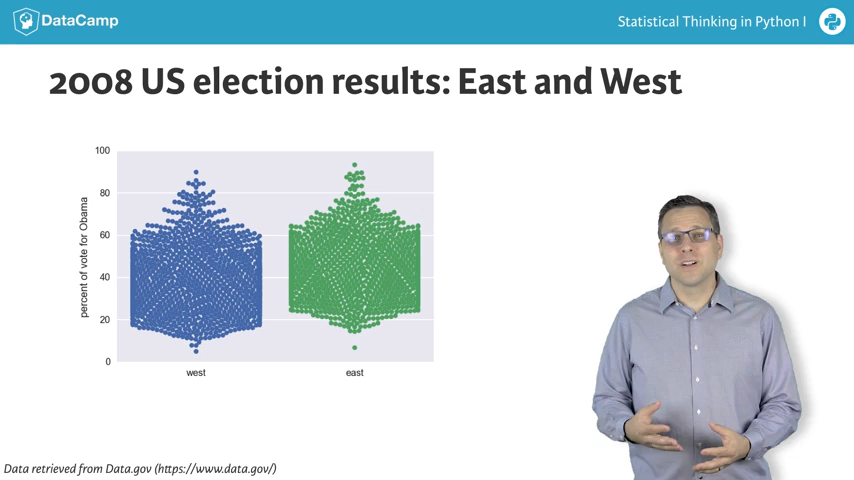 DataCamp
Statistical Thinking in Python I
2008 US election results: East and West
100
80
60
40
20
0
percent of vote for Obama
west
east
Data retrieved from Data.gov (https://www.data.gov/)